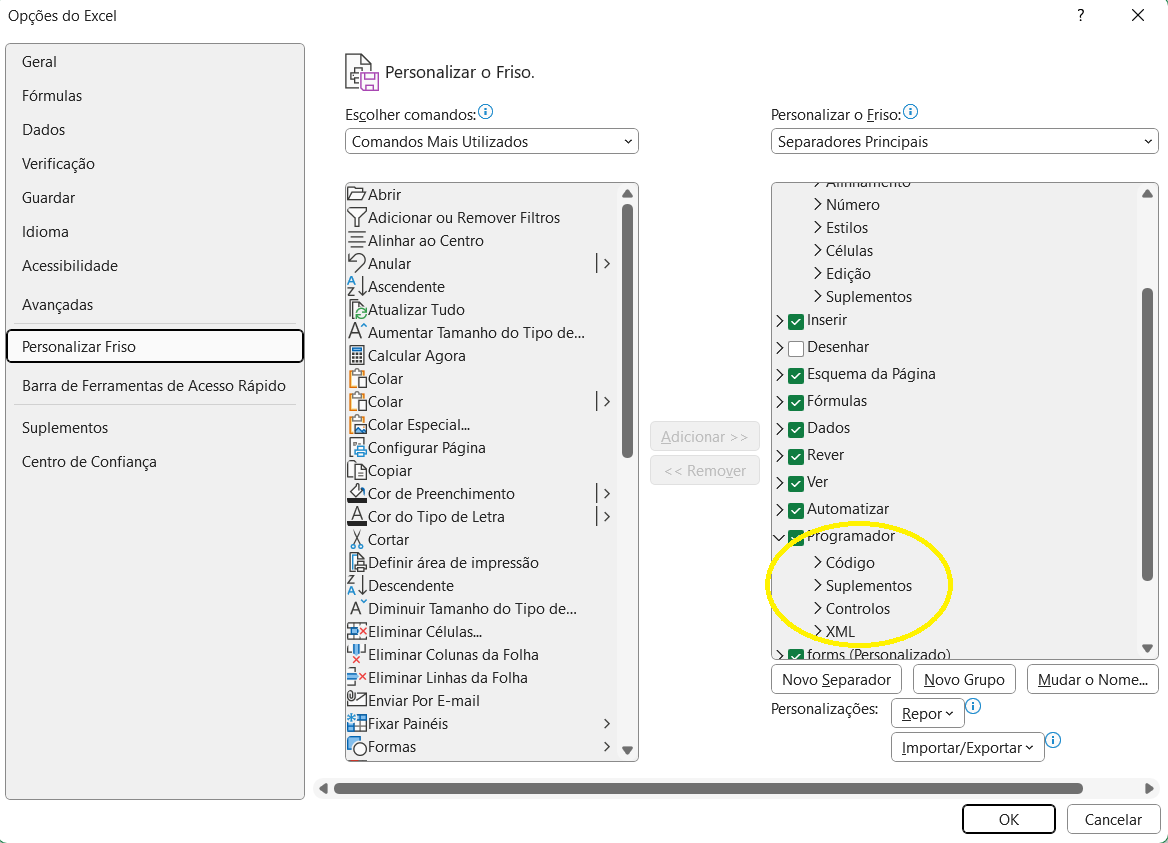 Opções do Excel
?
Geral
Fórmulas
Dados
Verificação
Guardar
Idioma
Acessibilidade
Avançadas
Personalizar Friso
Barra de Ferramentas de Acesso Rápido
Suplementos
Centro de Confiança
Personalizar o Friso.
Escolher comandos:
Comandos Mais Utilizados
Abrir
Adicionar ou Remover Filtros
Alinhar ao Centro
Anular
Ascendente
Atualizar Tudo
Aumentar Tamanho do Tipo de...
Calcular Agora
Colar
Colar
Colar Especial...
Configurar Página
Copiar
Cor de Preenchimento
Cor do Tipo de Letra
Cortar
Definir área de impressão
Descendente
Diminuir Tamanho do Tipo de...
Eliminar Células...
Eliminar Colunas da Folha
Eliminar Linhas da Folha
Enviar Por E-mail
Fixar Painéis
Formas
Adicionar >>
<< Remover
Personalizar o Friso:
Separadores Principais
Alinhamento
Número
Estilos
Células
Edição
Suplementos
Inserir
Desenhar
Esquema da Página
Fórmulas
Dados
Rever
Ver
Automatizar
Programador
Código
Suplementos
Controlos
XML
forms (Personalizado)
Novo Separador
Novo Grupo
Mudar o Nome...
Personalizações:
Repor
Importar/Exportar
OK
Cancelar